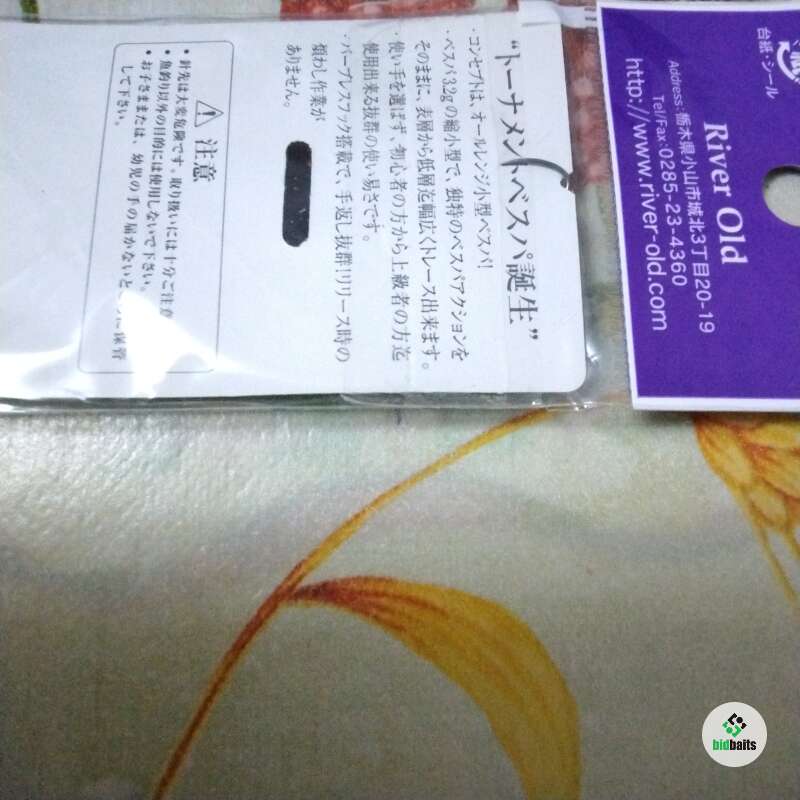 "トーナメントベスパ誕生"
・コンセプトは、オールレンジ小型ベスパ!
・ベスパ3.2gの縮小型で、独特のベスパアクションを
そのままに、表層から低層迄幅広くトレース出来ます。
・使い手を選ばず、初心者の方から上級者の方迄
使用出来る抜群の使い易さです。
・バーブレスフック搭載で、手返し抜群!リリース時の
煩わし作業が
ありません。
注意
• 針先は大変危険です。取り扱いには十分ご注意
• 魚釣り以外の目的には使用しないで下さい。
• お子さままたは、幼児の手の届かないと に保管
して下さい。
台紙・シール
River Old
Address:栃木県小山市城北3丁目20-19
Tel/Fax:0285-23-4360
http://www.river-old.com
bidbaits